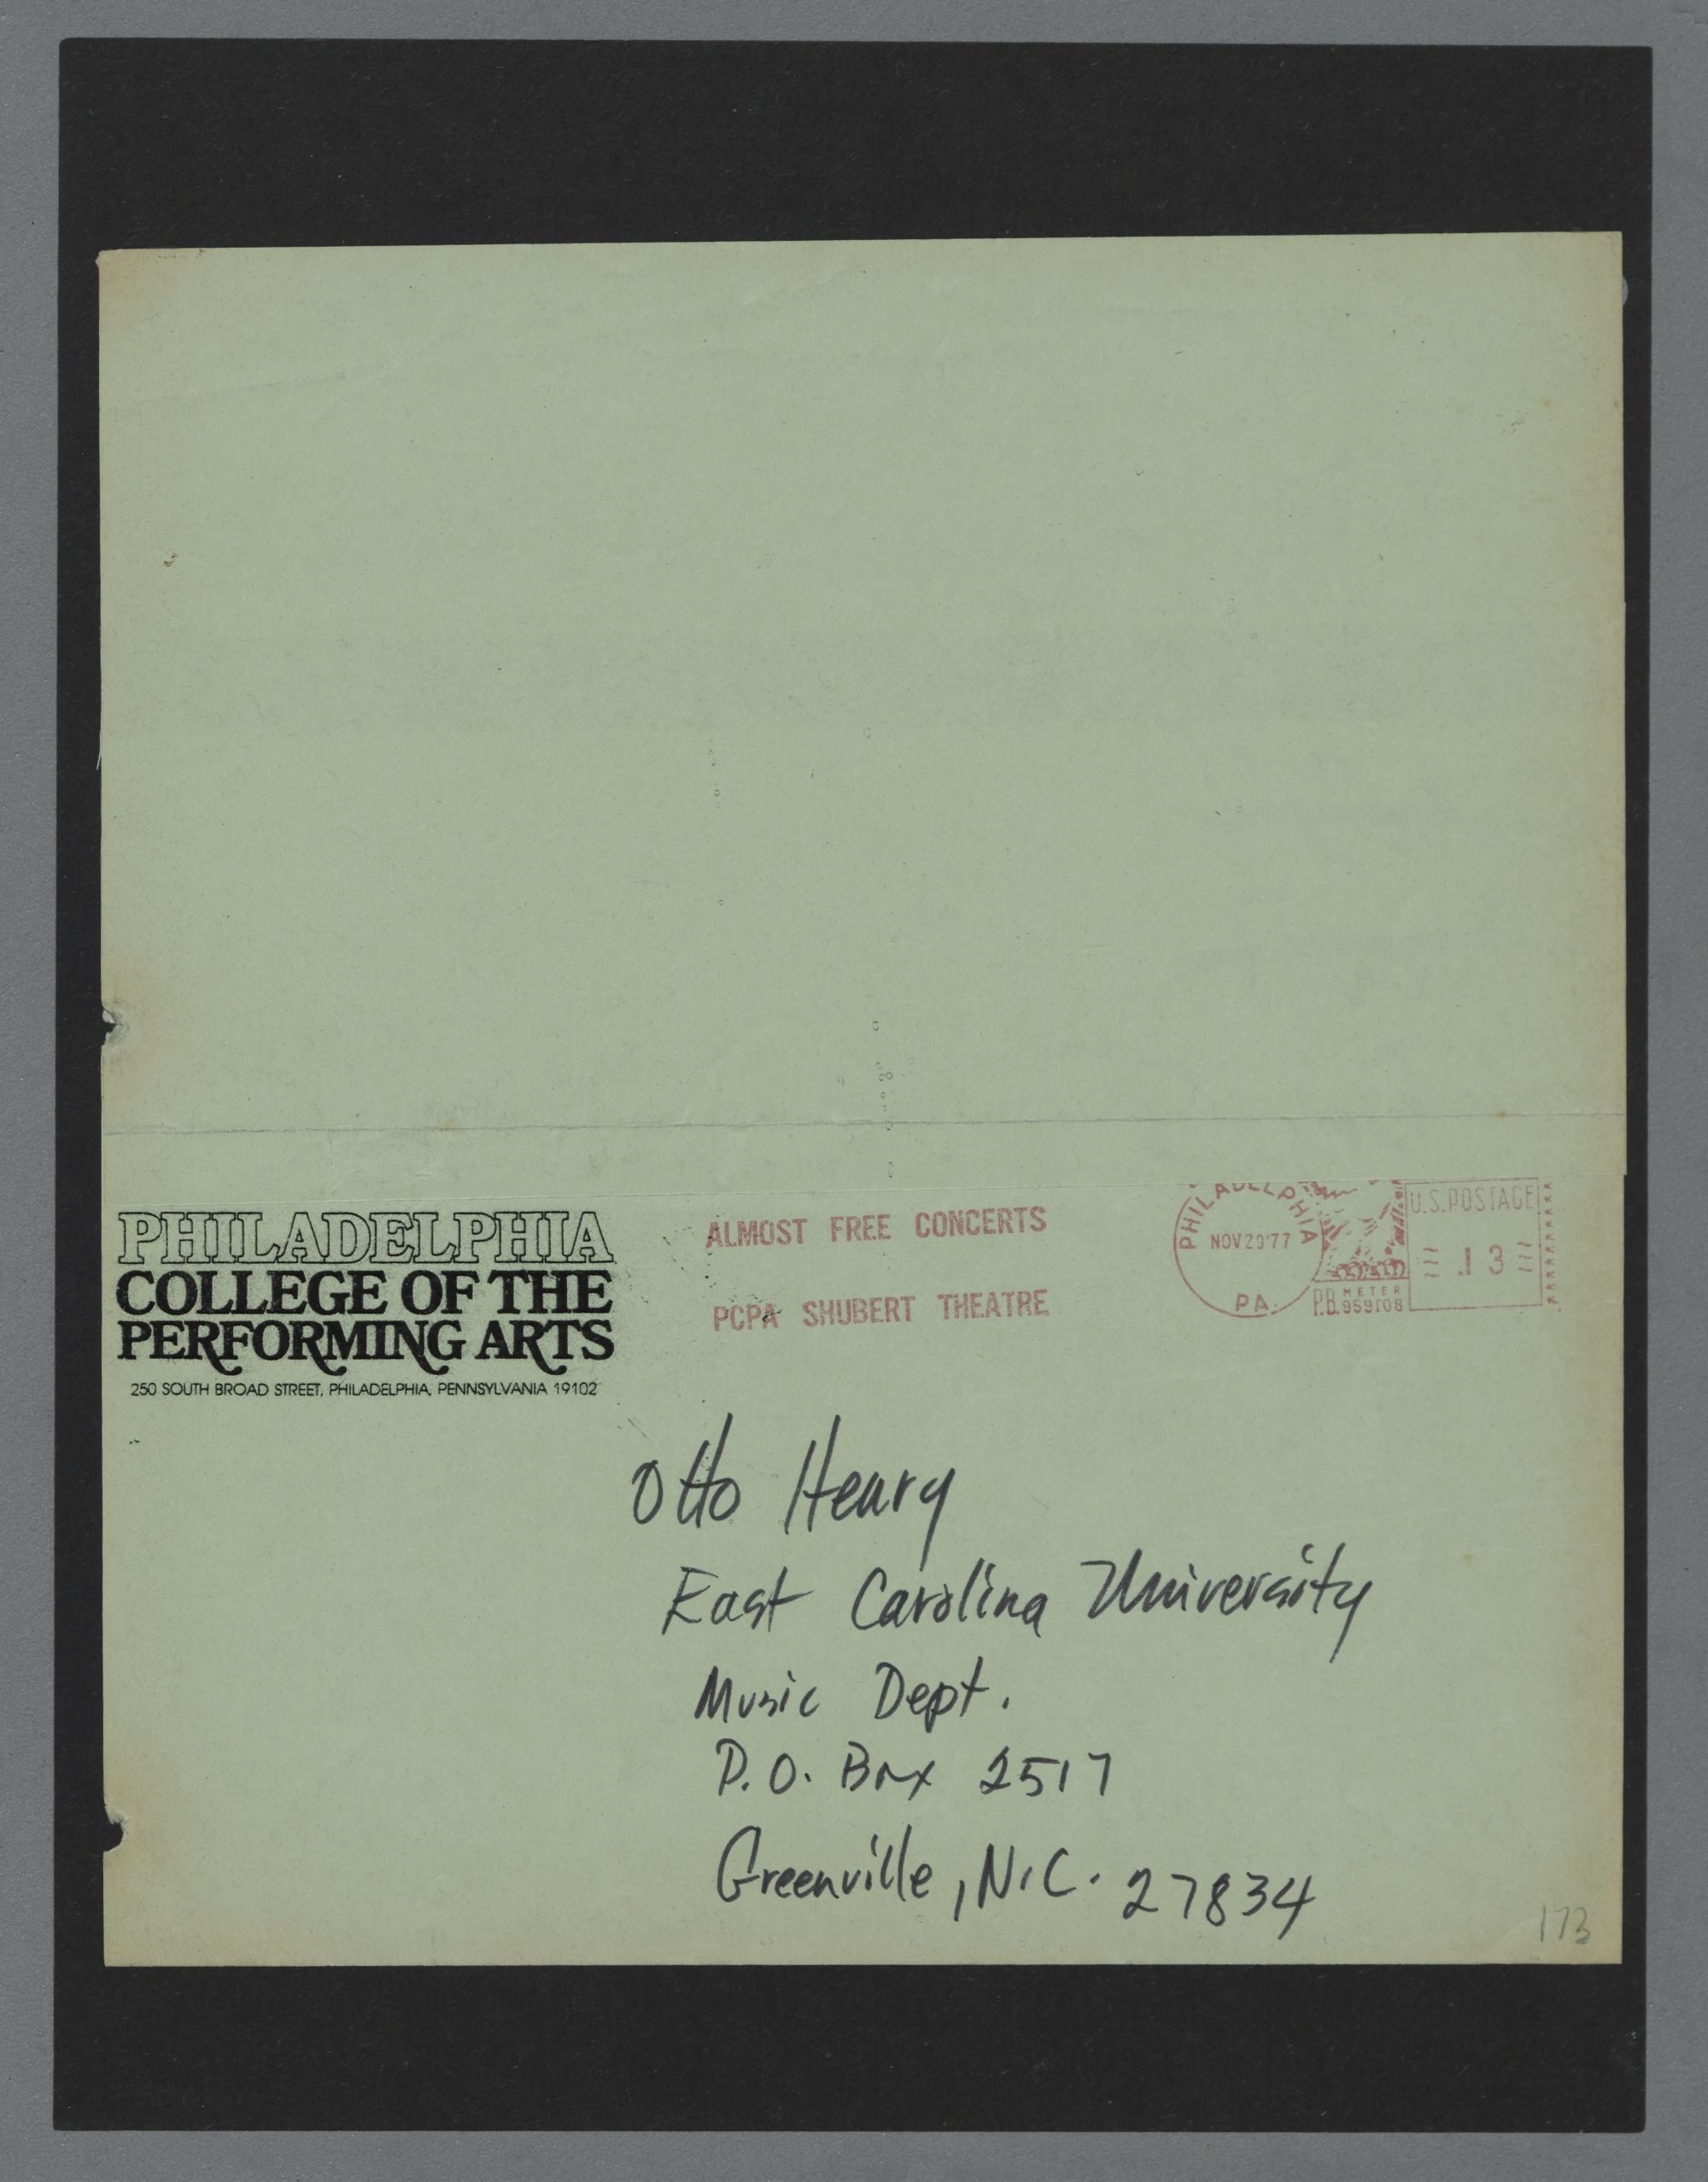 PHILADELPHIA
COLLEGE OF THE
PERFORMING ARTS
250 SOUTH BROAD STREET, PHILADELPHIA, PENNSYLVANIA 19102
ALMOST FREE CONCERTS
PCPA SHUBERT THEATRE
PHILADELPHIA
NOV 29 '77
PA.
P.B. METER
959108
U.S. POSTAGE
.13
Otto Henry
East Carolina University
Music Dept.
P.O. Box 2517
Greenville, N.C. 27834
173